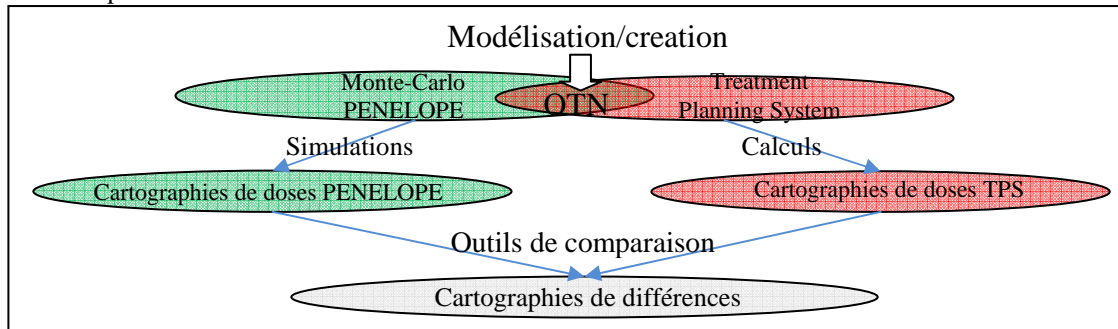 Modélisation/creation
Monte-Carlo
PENELOPE
OTN
Treatment
Planning System
Simulations
Calculs
Cartographies de doses PENELOPE
Cartographies de doses TPS
Outils de comparaison
Cartographies de différences